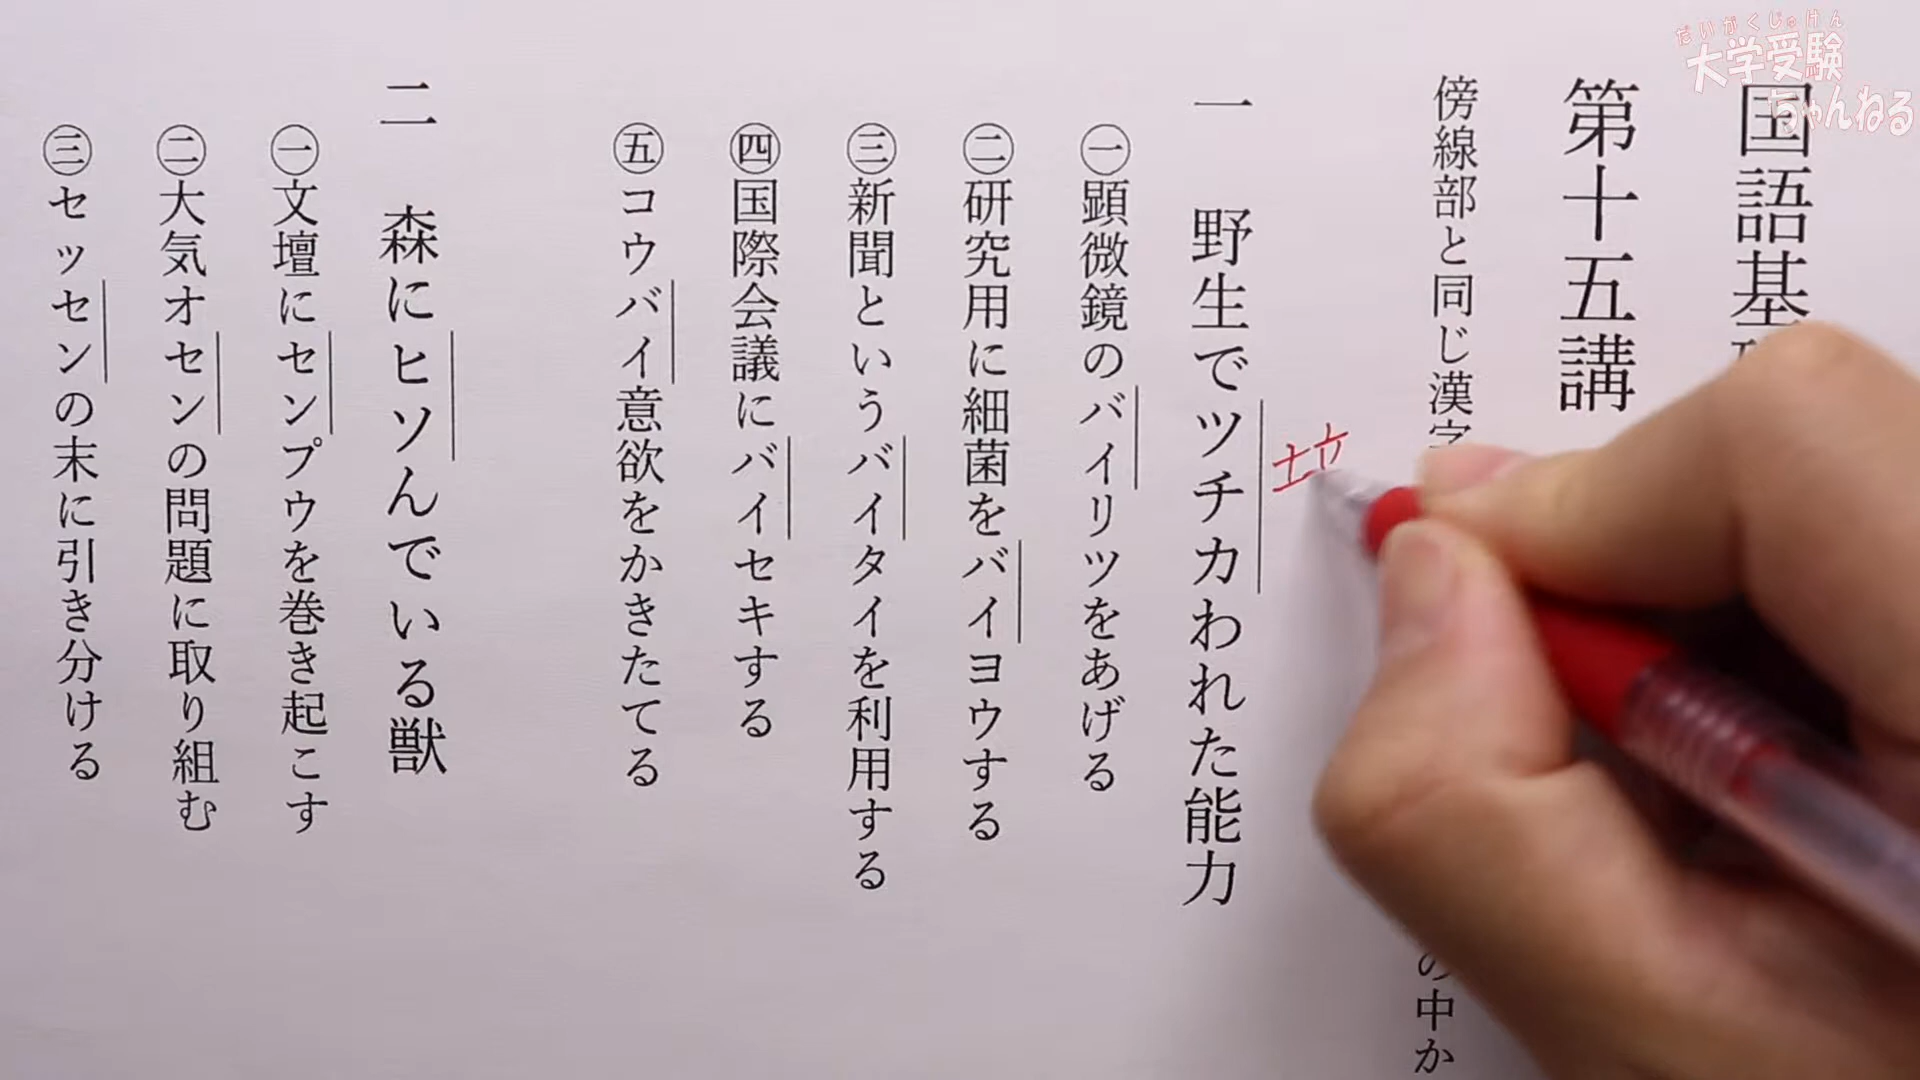 だいがくじゅけん
大学受験
ちゃんねる
国語基
第十五講
傍線部と同じ漢字
の中か
一 野生でツチカわれた能力
㊀顕微鏡のバイリツをあげる
㊁研究用に細菌をバイヨウする
㊂新聞というバイタイを利用する
㊃国際会議にバイセキする
㊄コウバイ意欲をかきたてる
二 森にヒソんでいる獣
㊀文壇にセンプウを巻き起こす
㊁大気オセンの問題に取り組む
㊂セッセンの末に引き分ける